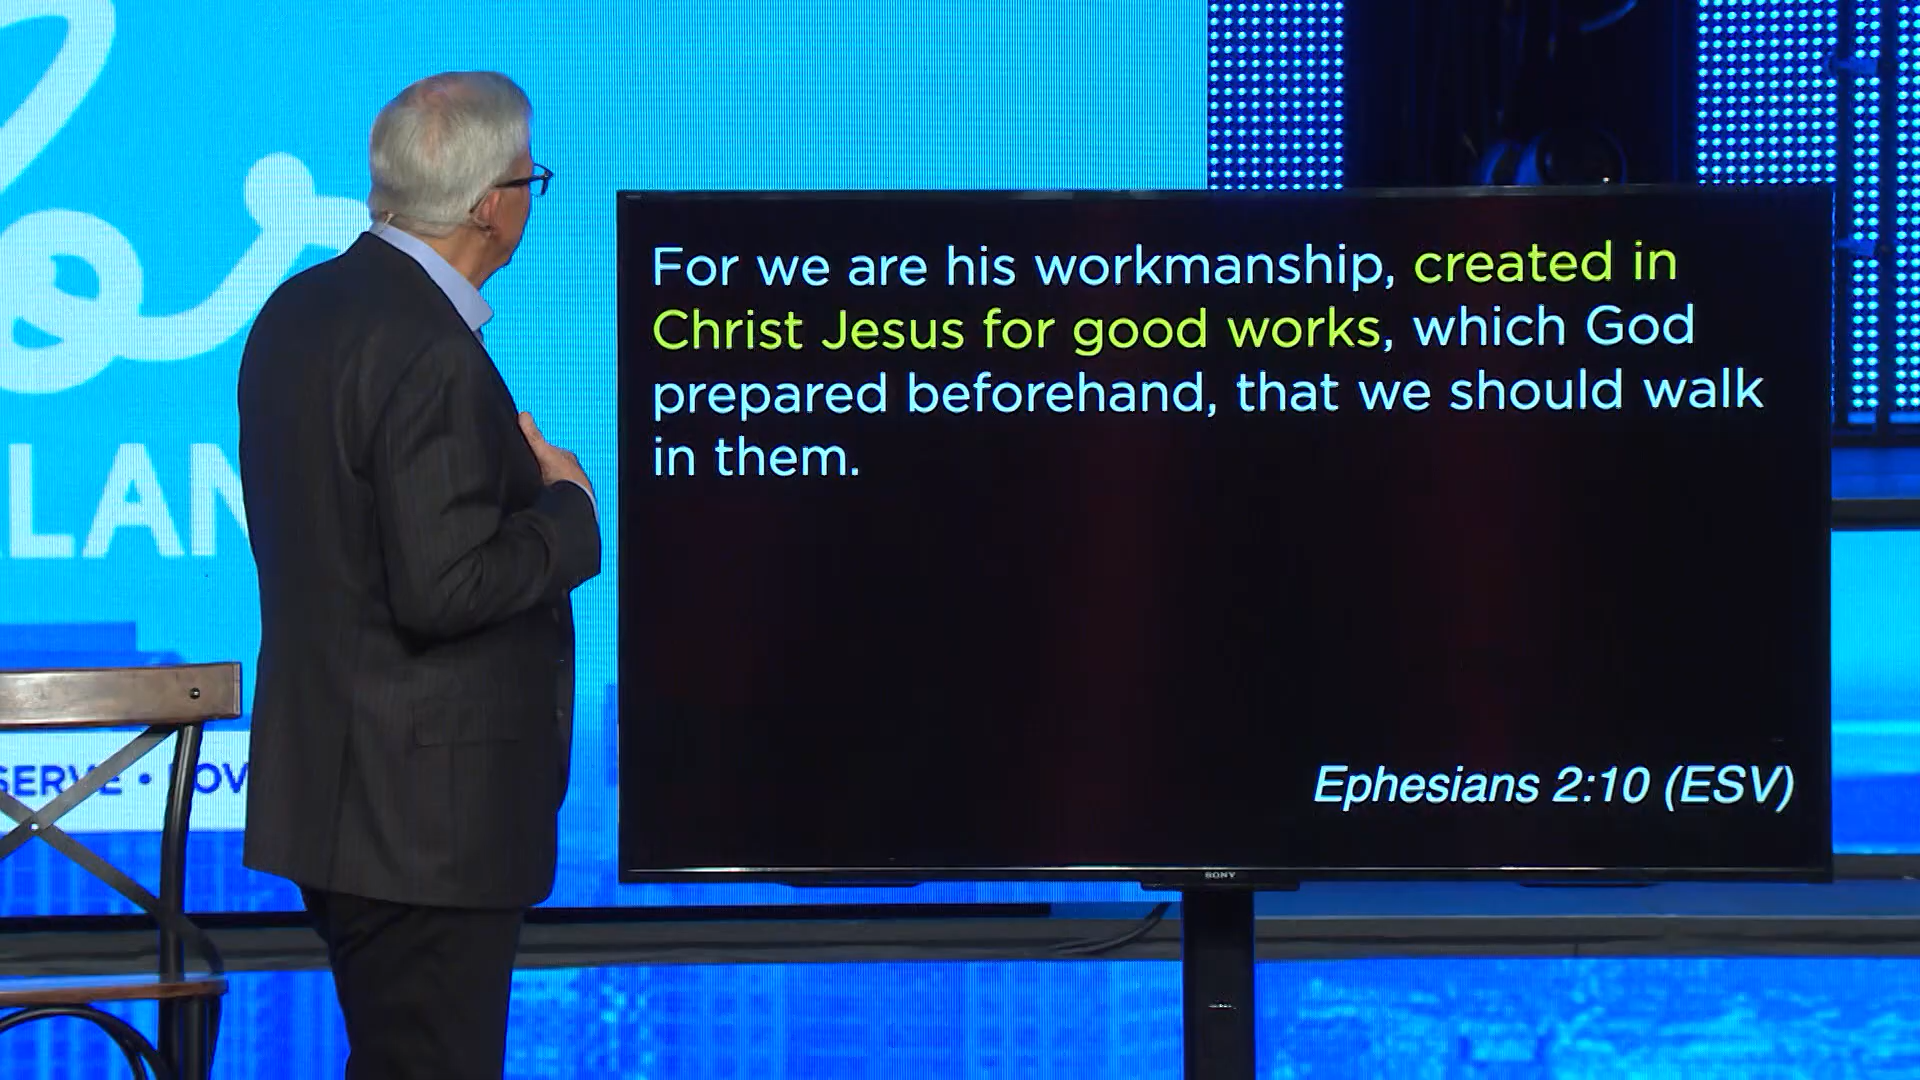 For we are his workmanship, created in
Christ Jesus for good works, which God
prepared beforehand, that we should walk
in them.
Ephesians 2:10 (ESV)
SONY